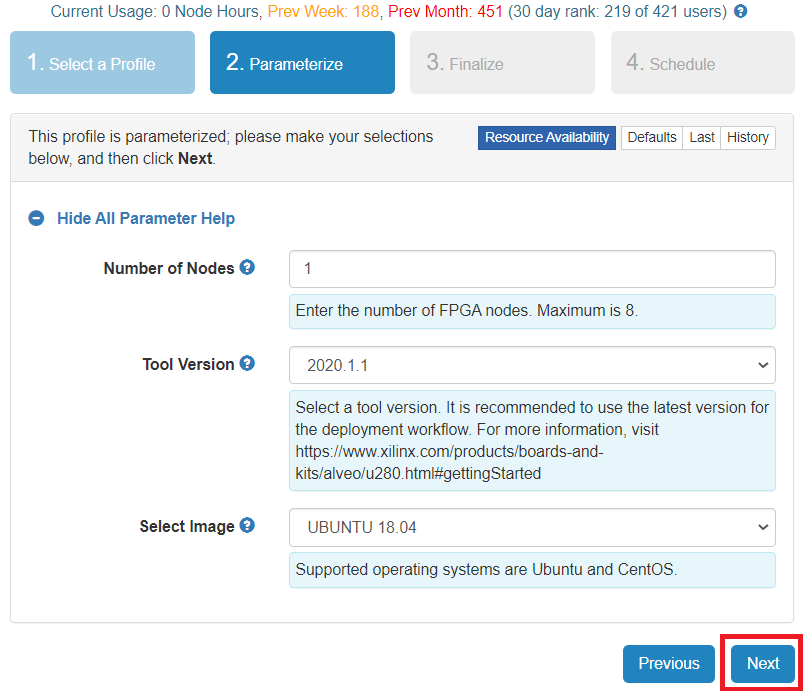 Current Usage: 0 Node Hours, Prev Week: 188, Prev Month: 451 (30 day rank: 219 of 421 users) ?
1. Select a Profile
2. Parameterize
3. Finalize
4. Schedule
This profile is parameterized; please make your selections
below, and then click Next.
Resource Availability
Defaults
Last
History
Hide All Parameter Help
Number of Nodes ?
1
Enter the number of FPGA nodes. Maximum is 8.
Tool Version ?
2020.1.1
Select a tool version. It is recommended to use the latest version for
the deployment workflow. For more information, visit
https://www.xilinx.com/products/boards-and-
kits/alveo/u280.html#gettingStarted
Select Image ?
UBUNTU 18.04
Supported operating systems are Ubuntu and CentOS.
Previous
Next